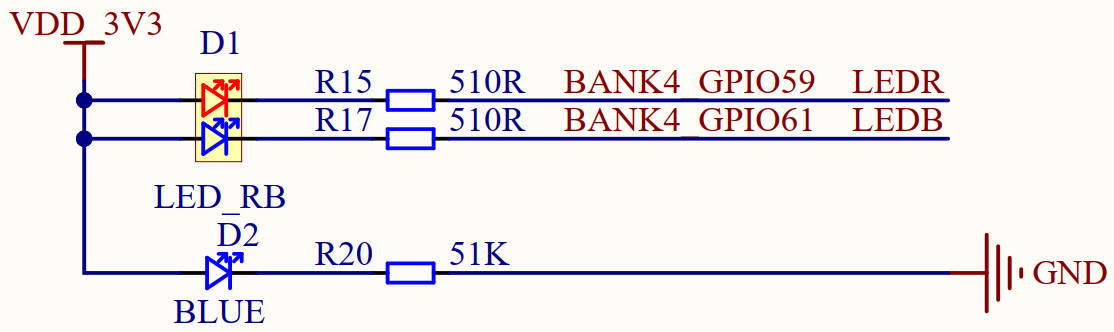 VDD_3V3
D1
R15 510R BANK4_GPIO59 LEDR
R17 510R BANK4_GPIO61 LEDB
LED_RB
D2
R20 51K GND
BLUE